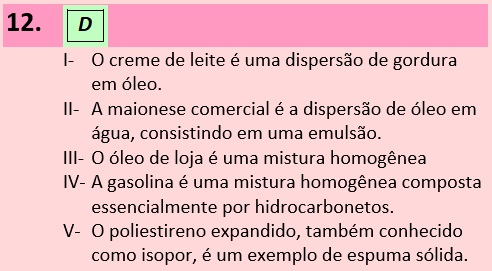 12. D
I- O creme de leite é uma dispersão de gordura
em óleo.
II- A maionese comercial é a dispersão de óleo em
água, consistindo em uma emulsão.
III- O óleo de loja é uma mistura homogênea
IV- A gasolina é uma mistura homogênea composta
essencialmente por hidrocarbonetos.
V- O poliestireno expandido, também conhecido
como isopor, é um exemplo de espuma sólida.